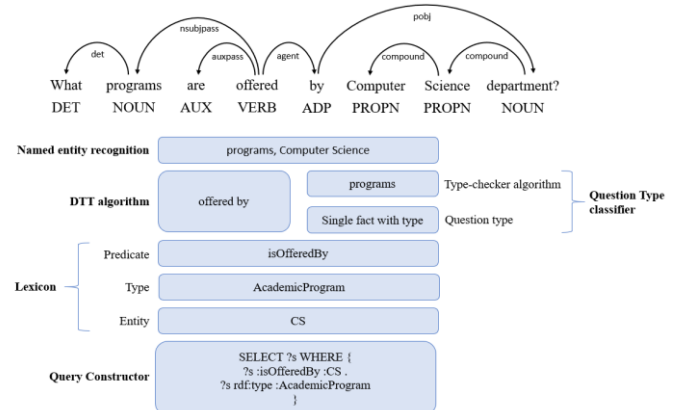 pobj
nsubjpass
det auxpass agent compound compound
What programs are offered by Computer Science department?
DET NOUN AUX VERB ADP PROPN PROPN NOUN
Named entity recognition programs, Computer Science
DTT algorithm offered by
programs Type-checker algorithm
Single fact with type Question type
Question Type
classifier
Lexicon
Predicate isOfferedBy
Type AcademicProgram
Entity CS
Query Constructor
SELECT ?s WHERE {
?s :isOfferedBy :CS .
?s rdf:type :AcademicProgram
}